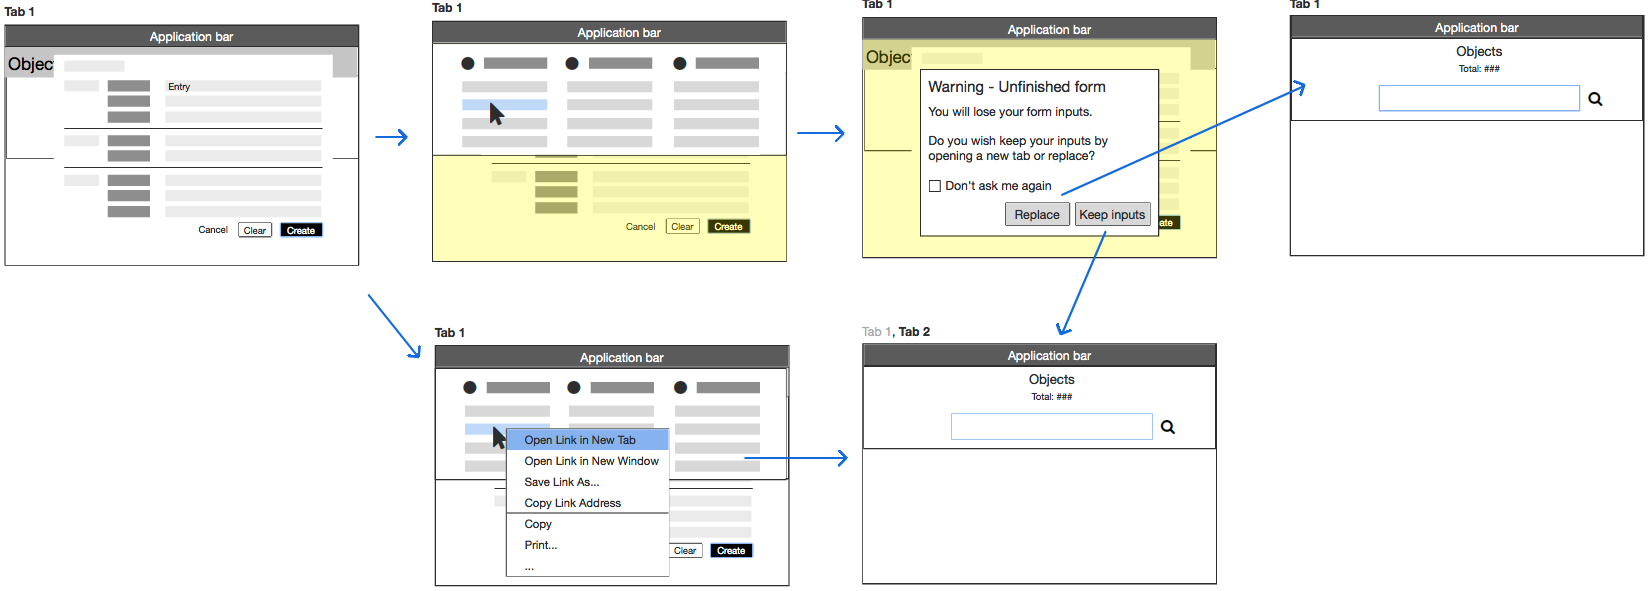 Tab 1
Application bar
Objec
Entry
Cancel
Clear
Create
Tab 1
Application bar
Cancel
Clear
Create
Tab 1
Application bar
Objec
Warning - Unfinished form
You will lose your form inputs.
Do you wish keep your inputs by
opening a new tab or replace?
Don't ask me again
Replace
Keep inputs
ate
Tab 1
Application bar
Objects
Total: ###
Tab 1
Application bar
Open Link in New Tab
Open Link in New Window
Save Link As...
Copy Link Address
Copy
Print...
...
Clear
Create
Tab 1, Tab 2
Application bar
Objects
Total: ###